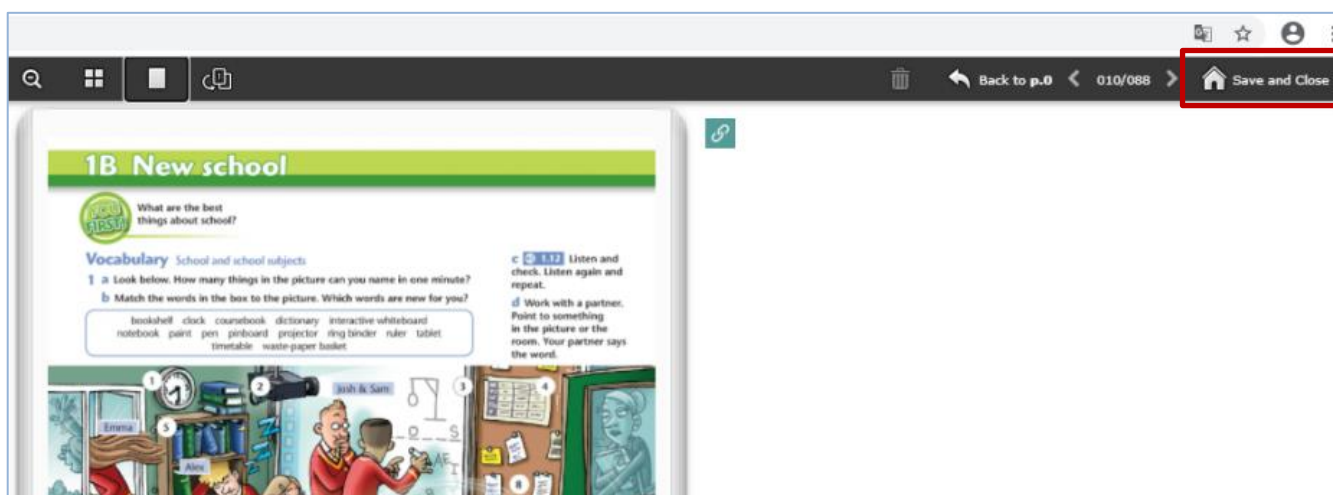 Back to p.0 010/088 Save and Close
1B New school
YOU FIRST!
What are the best
things about school?
Vocabulary School and school subjects
1 a Look below. How many things in the picture can you name in one minute?
b Match the words in the box to the picture. Which words are new for you?
bookshelf clock coursebook dictionary interactive whiteboard
notebook paint pen pinboard projector ring binder ruler tablet
timetable waste-paper basket
c 1.12 Listen and
check. Listen again and
repeat.
d Work with a partner.
Point to something
in the picture or the
room. Your partner says
the word.
1
2
Josh & Sam
3
4
Emma
5
Alex
O S
AE
I
8